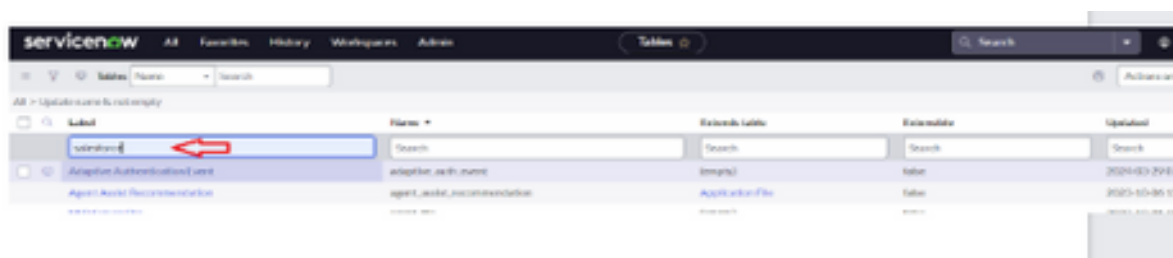 servicenow All Favorites History Workspaces Admin Tables Search
Tables Name Search Actions on
All > Update name is not empty
Label Name Extends table Extensible Updated
salesforce Search Search Search Search
Adaptive Authentication Event adaptive_auth_event (empty) false
Agent Assist Recommendation agent_assist_recommendation Application File false